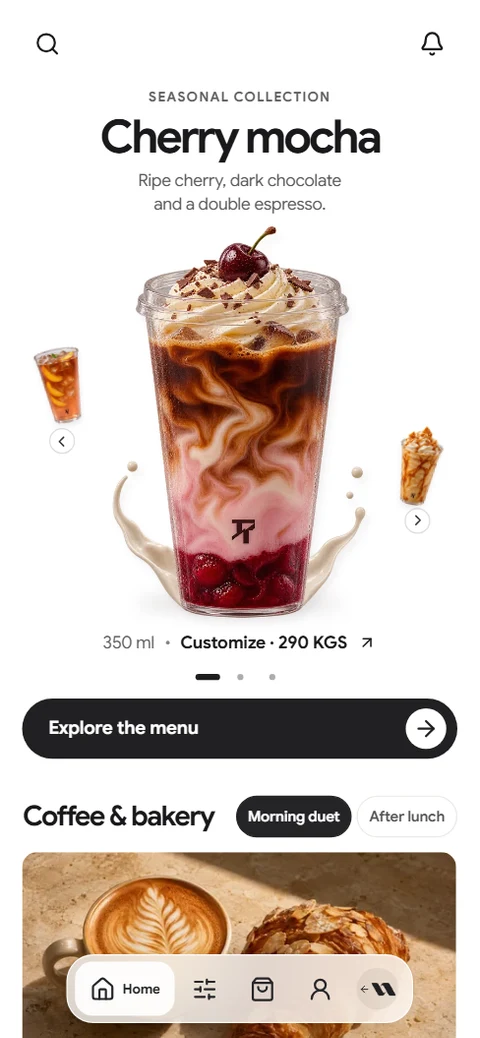 SEASONAL COLLECTION
Cherry mocha
Ripe cherry, dark chocolate
and a double espresso.
350 ml • Customize · 290 KGS
Explore the menu
Coffee & bakery
Morning duet
After lunch
Home